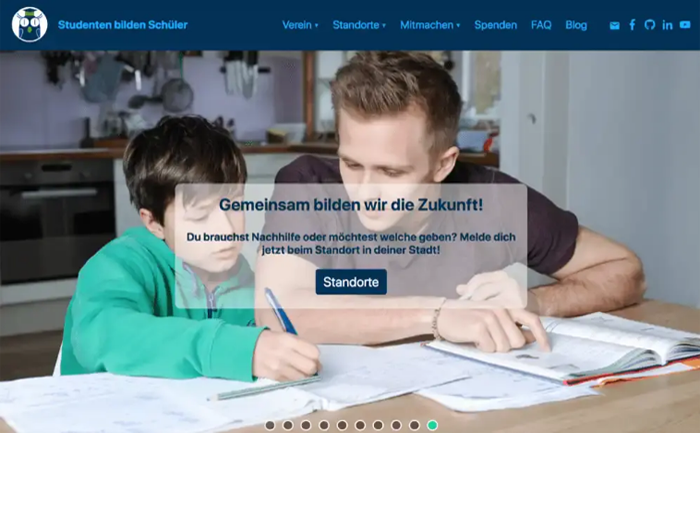 Studenten bilden Schüler
Verein ▾ Standorte ▾ Mitmachen ▾ Spenden FAQ Blog
Gemeinsam bilden wir die Zukunft!
Du brauchst Nachhilfe oder möchtest welche geben? Melde dich
jetzt beim Standort in deiner Stadt!
Standorte